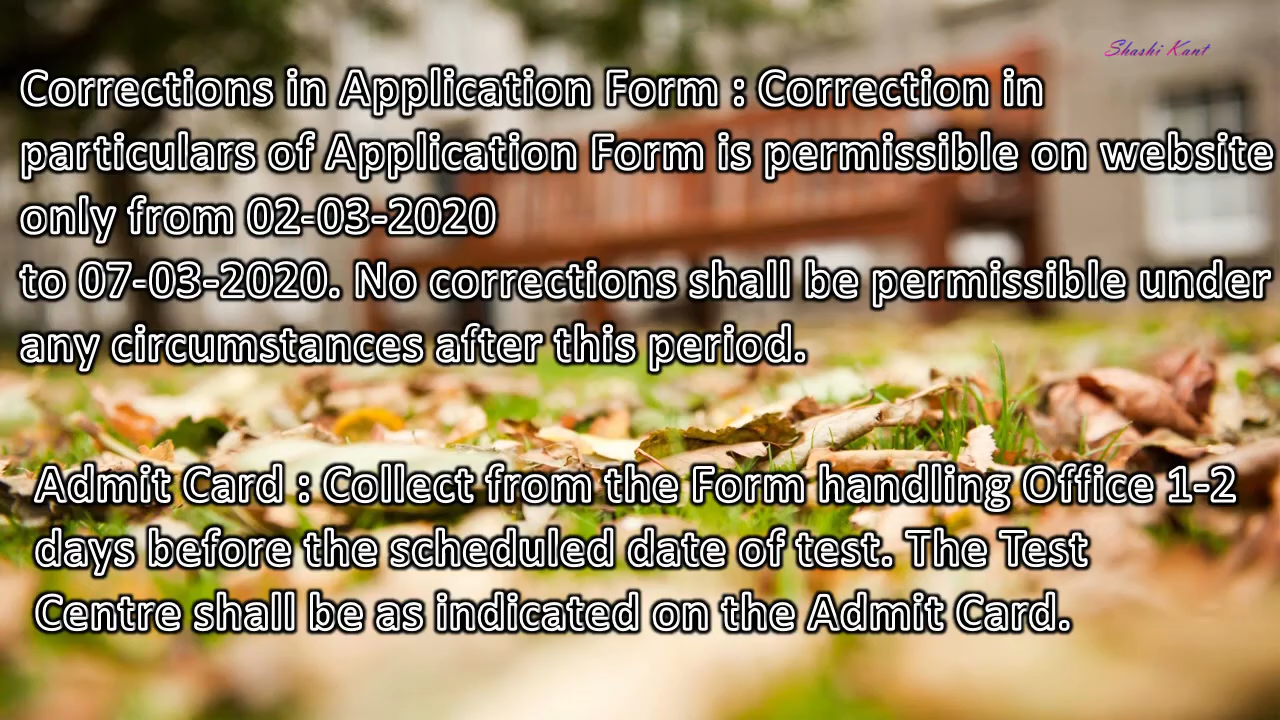 Shashi Kant
Corrections in Application Form : Correction in
particulars of Application Form is permissible on website
only from 02-03-2020
to 07-03-2020. No corrections shall be permissible under
any circumstances after this period.
Admit Card : Collect from the Form handling Office 1-2
days before the scheduled date of test. The Test
Centre shall be as indicated on the Admit Card.